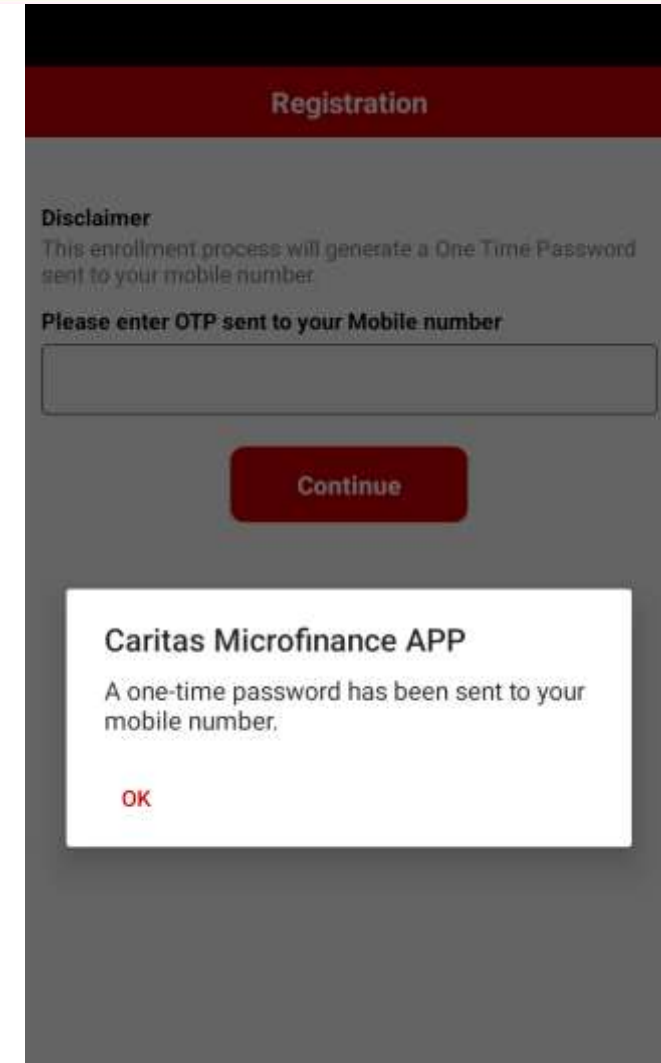 Registration
Disclaimer
This enrollment process will generate a One Time Password
sent to your mobile number.
Please enter OTP sent to your Mobile number
Continue
Caritas Microfinance APP
A one-time password has been sent to your
mobile number.
OK